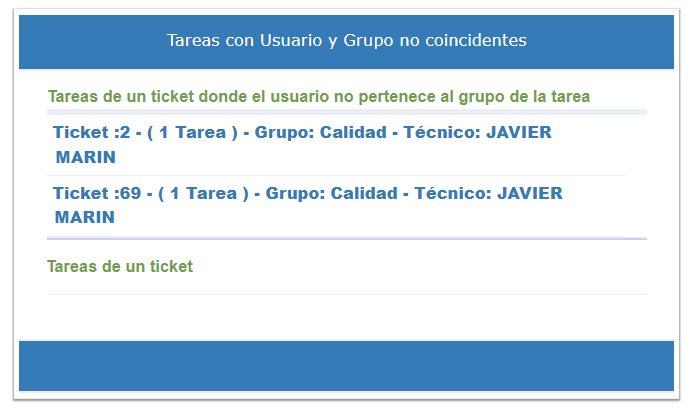 Tareas con Usuario y Grupo no coincidentes
Tareas de un ticket donde el usuario no pertenece al grupo de la tarea
Ticket :2 - ( 1 Tarea ) - Grupo: Calidad - Técnico: JAVIER
MARIN
Ticket :69 - ( 1 Tarea ) - Grupo: Calidad - Técnico: JAVIER
MARIN
Tareas de un ticket